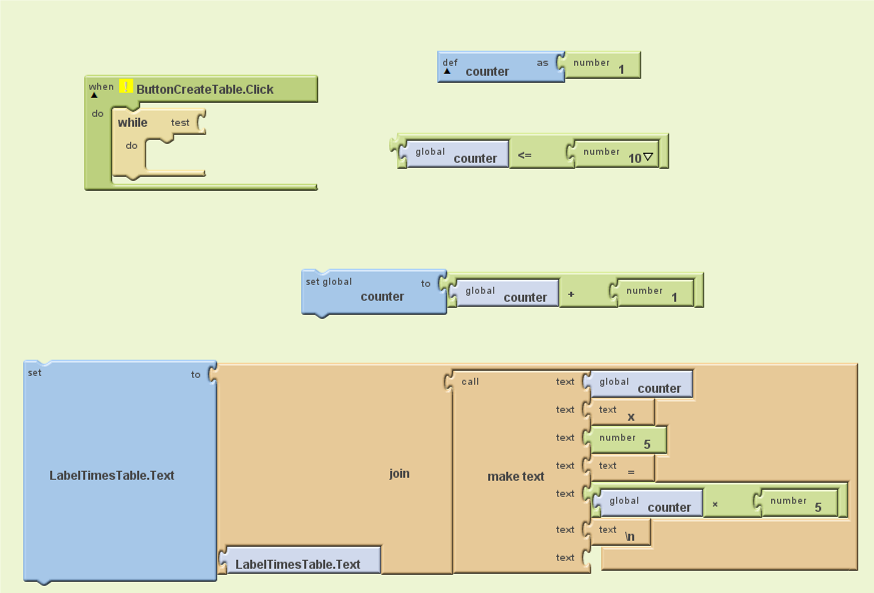 def
counter as number 1
when ! ButtonCreateTable.Click
do
while test
do
global counter <= number 10
set global counter to global counter + number 1
set LabelTimesTable.Text to
join
call make text
text global counter
text text x
text number 5
text text =
text global counter × number 5
text text \n
text
LabelTimesTable.Text